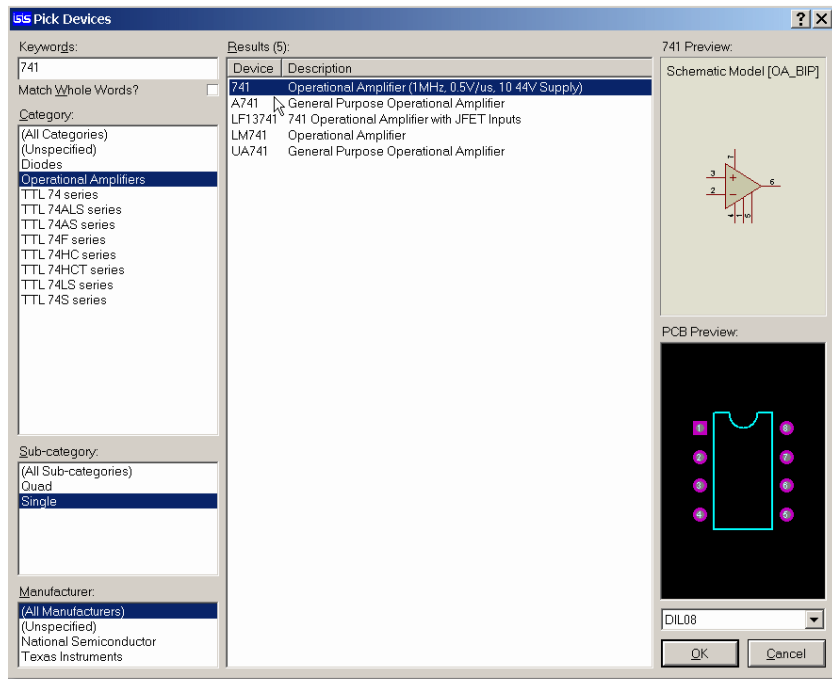 ISIS Pick Devices
Keywords:
741
Match Whole Words?
Category:
(All Categories)
(Unspecified)
Diodes
Operational Amplifiers
TTL 74 series
TTL 74ALS series
TTL 74AS series
TTL 74F series
TTL 74HC series
TTL 74HCT series
TTL 74LS series
TTL 74S series
Sub-category:
(All Sub-categories)
Quad
Single
Manufacturer:
(All Manufacturers)
(Unspecified)
National Semiconductor
Texas Instruments
Results (5):
Device Description
741 Operational Amplifier (1MHz, 0.5V/us, 10 44V Supply)
A741 General Purpose Operational Amplifier
LF13741 741 Operational Amplifier with JFET Inputs
LM741 Operational Amplifier
UA741 General Purpose Operational Amplifier
741 Preview:
Schematic Model [OA_BIP]
7
3
6
2
4 1 5
PCB Preview:
1 8
2 7
3 6
4 5
DIL08
OK Cancel